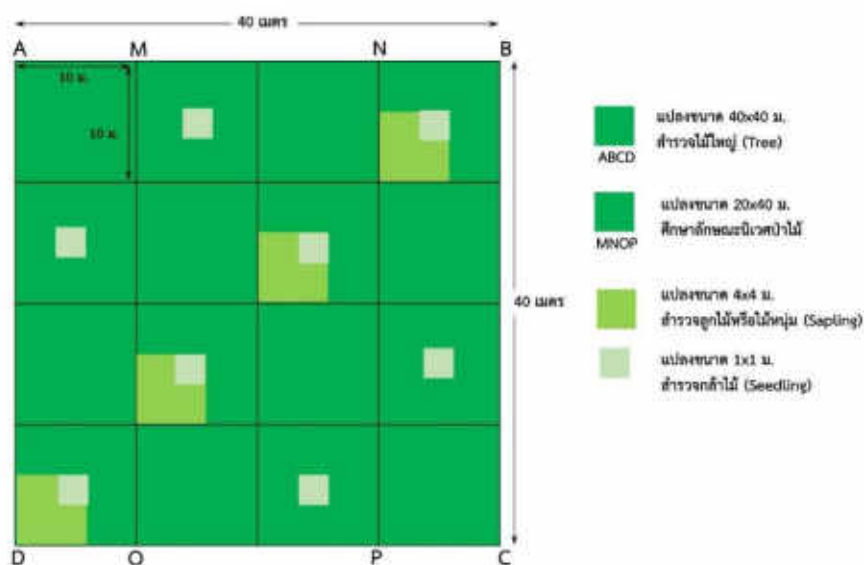 40 เมตร
A M N B
10 ม.
10 ม.
แปลงขนาด 40x40 ม.
สำรวจไม้ใหญ่ (Tree)
ABCD
แปลงขนาด 20x40 ม.
ศึกษาลักษณะนิเวศป่าไม้
MNOP
40 เมตร
แปลงขนาด 4x4 ม.
สำรวจลูกไม้หรือไม้หนุ่ม (Sapling)
แปลงขนาด 1x1 ม.
สำรวจกล้าไม้ (Seedling)
D O P C